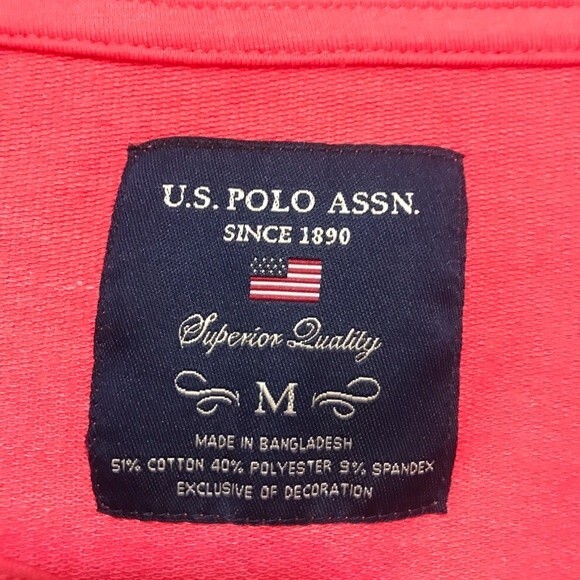 U.S. POLO ASSN.
SINCE 1890
Superior Quality
M
MADE IN BANGLADESH
51% COTTON 40% POLYESTER 9% SPANDEX
EXCLUSIVE OF DECORATION